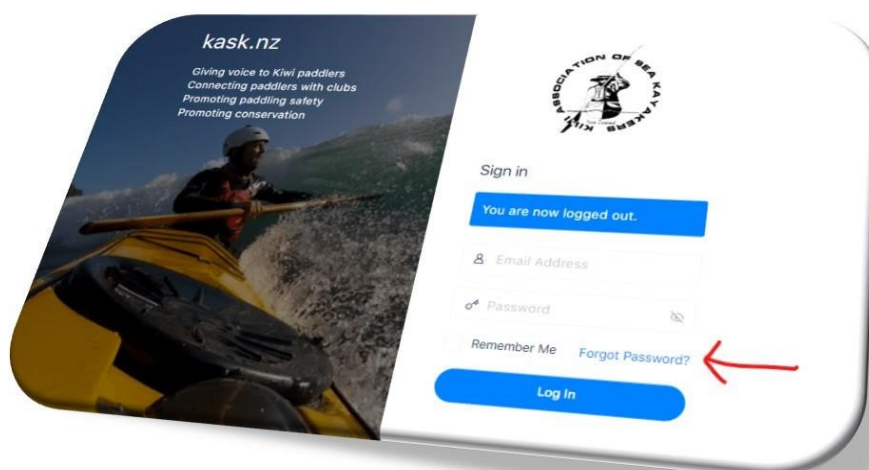 kask.nz
Giving voice to Kiwi paddlers
Connecting paddlers with clubs
Promoting paddling safety
Promoting conservation
KIWI ASSOCIATION OF SEA KAYAKERS
Sign in
You are now logged out.
Email Address
Password
Remember Me
Forgot Password?
Log In